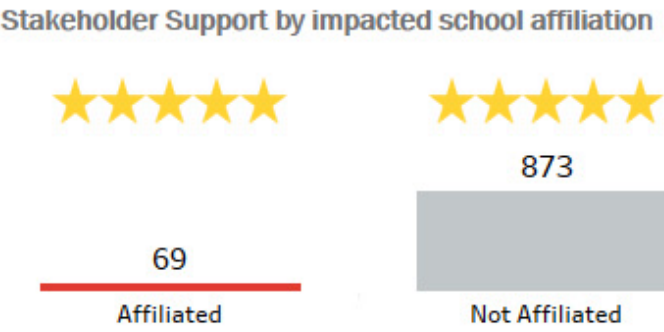 Stakeholder Support by impacted school affiliation
873
69
Affiliated
Not Affiliated